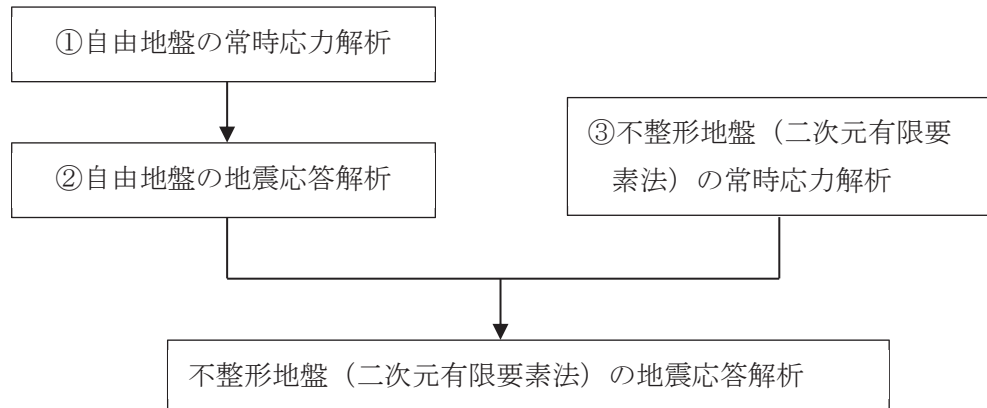 ①自由地盤の常時応力解析
②自由地盤の地震応答解析
③不整形地盤（二次元有限要
素法）の常時応力解析
不整形地盤（二次元有限要素法）の地震応答解析